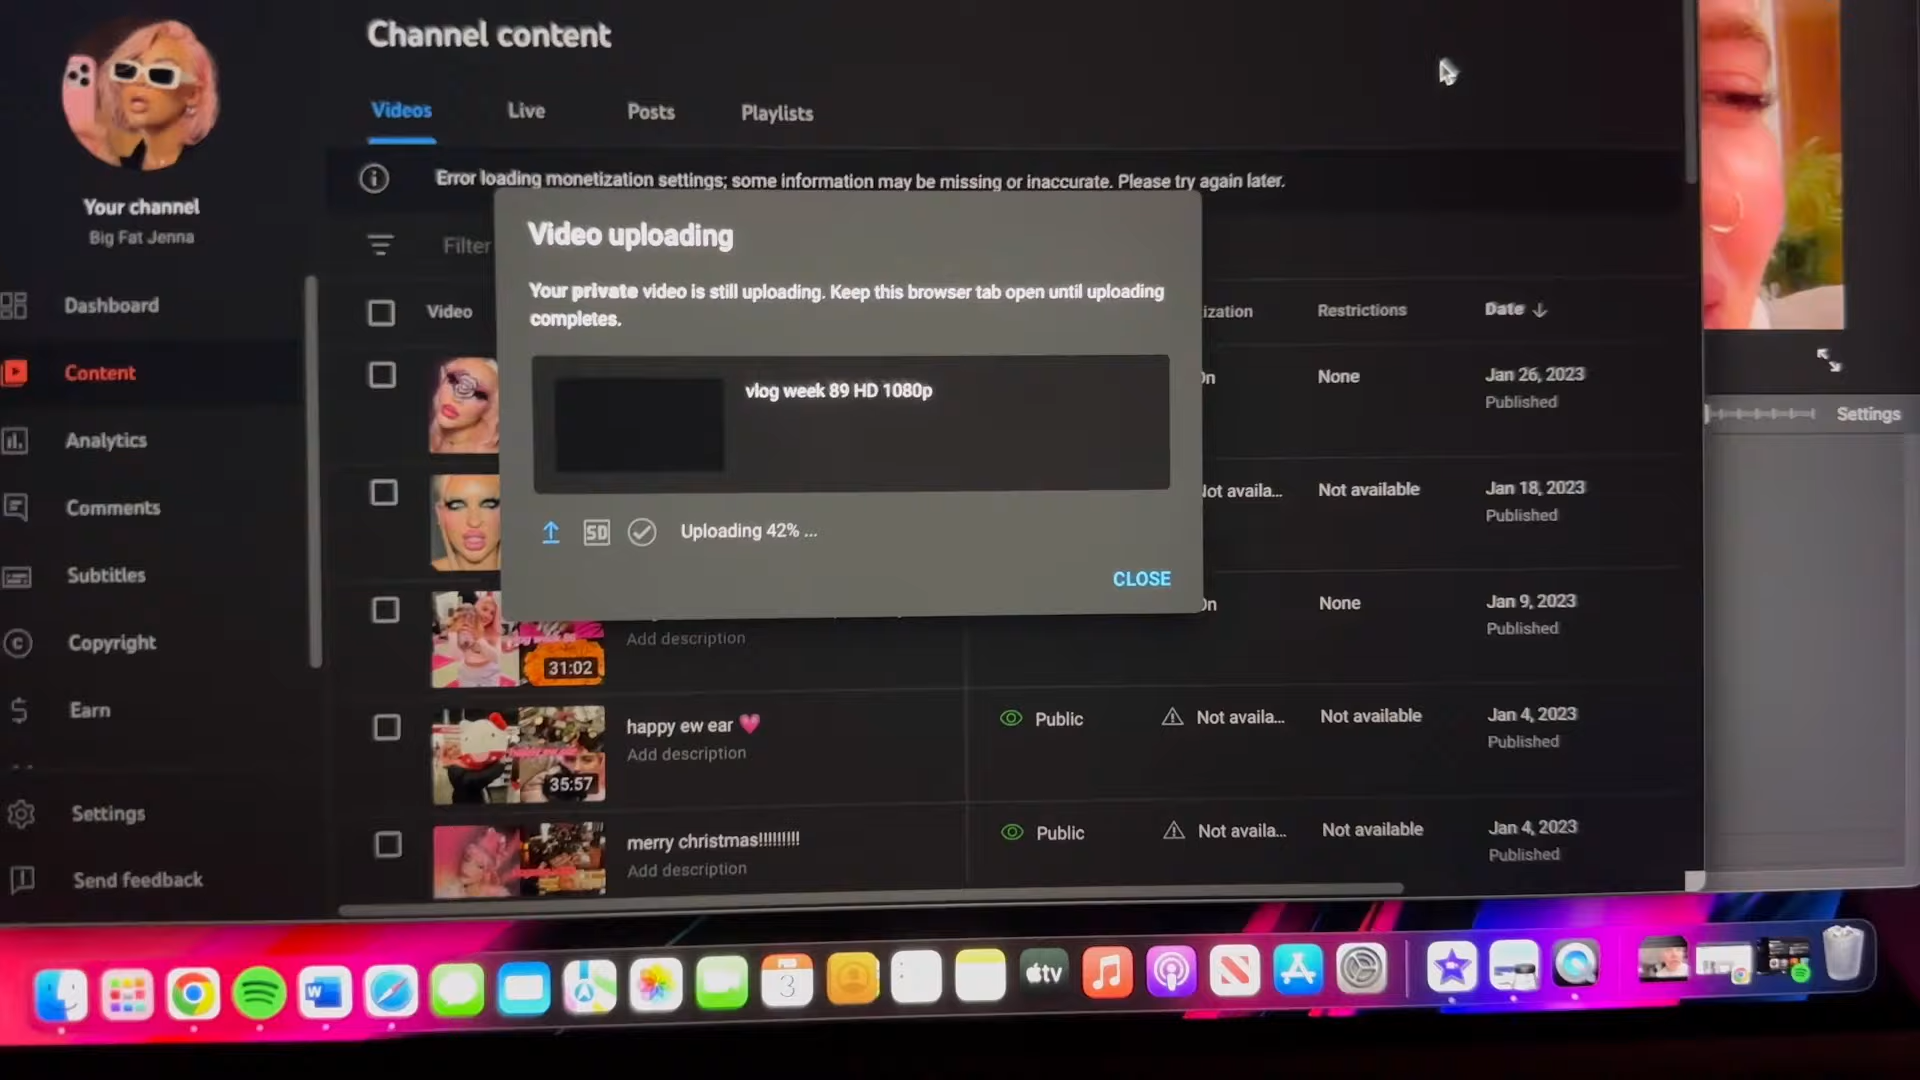 Channel content
Videos Live Posts Playlists
Error loading monetization settings; some information may be missing or inaccurate. Please try again later.
Your channel
Big Fat Jenna
Dashboard
Content
Analytics
Comments
Subtitles
Copyright
Earn
Settings
Send feedback
Filter
Video ization Restrictions Date
Video uploading
Your private video is still uploading. Keep this browser tab open until uploading
completes.
vlog week 89 HD 1080p
SD Uploading 42% ...
CLOSE
On None Jan 26, 2023
Published
Not availa... Not available Jan 18, 2023
Published
On None Jan 9, 2023
Published
Add description
31:02
happy ew ear
Add description
35:57
Public Not availa... Not available Jan 4, 2023
Published
merry christmas!!!!!!!!!
Add description
Public Not availa... Not available Jan 4, 2023
Published
Settings
W
3
tv